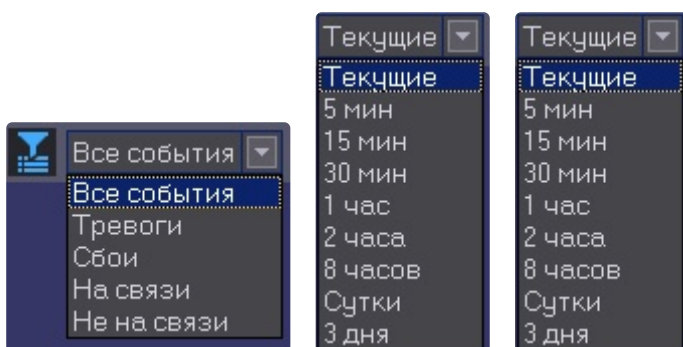 Все события
Все события
Тревоги
Сбои
На связи
Не на связи
Текущие
Текущие
5 мин
15 мин
30 мин
1 час
2 часа
8 часов
Сутки
3 дня
Текущие
Текущие
5 мин
15 мин
30 мин
1 час
2 часа
8 часов
Сутки
3 дня